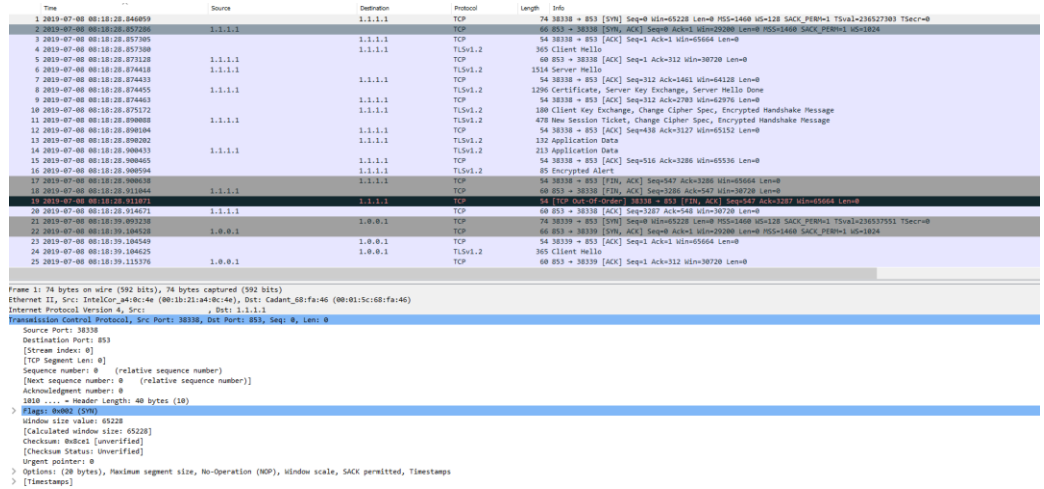 Time Source Destination Protocol Length Info
1 2019-07-08 08:18:28.846059 1.1.1.1 TCP 74 38338 → 853 [SYN] Seq=0 Win=65228 Len=0 MSS=1460 WS=128 SACK_PERM=1 TSval=236527303 TSecr=0
2 2019-07-08 08:18:28.857286 1.1.1.1 TCP 66 853 → 38338 [SYN, ACK] Seq=0 Ack=1 Win=29200 Len=0 MSS=1460 SACK_PERM=1 WS=1024
3 2019-07-08 08:18:28.857305 1.1.1.1 TCP 54 38338 → 853 [ACK] Seq=1 Ack=1 Win=65664 Len=0
4 2019-07-08 08:18:28.857380 1.1.1.1 TLSv1.2 365 Client Hello
5 2019-07-08 08:18:28.873128 1.1.1.1 TCP 60 853 → 38338 [ACK] Seq=1 Ack=312 Win=30720 Len=0
6 2019-07-08 08:18:28.874418 1.1.1.1 TLSv1.2 1514 Server Hello
7 2019-07-08 08:18:28.874433 1.1.1.1 TCP 54 38338 → 853 [ACK] Seq=312 Ack=1461 Win=64128 Len=0
8 2019-07-08 08:18:28.874455 1.1.1.1 TLSv1.2 1296 Certificate, Server Key Exchange, Server Hello Done
9 2019-07-08 08:18:28.874463 1.1.1.1 TCP 54 38338 → 853 [ACK] Seq=312 Ack=2703 Win=62976 Len=0
10 2019-07-08 08:18:28.875172 1.1.1.1 TLSv1.2 180 Client Key Exchange, Change Cipher Spec, Encrypted Handshake Message
11 2019-07-08 08:18:28.890088 1.1.1.1 TLSv1.2 478 New Session Ticket, Change Cipher Spec, Encrypted Handshake Message
12 2019-07-08 08:18:28.890104 1.1.1.1 TCP 54 38338 → 853 [ACK] Seq=438 Ack=3127 Win=65152 Len=0
13 2019-07-08 08:18:28.890202 1.1.1.1 TLSv1.2 132 Application Data
14 2019-07-08 08:18:28.900433 1.1.1.1 TLSv1.2 213 Application Data
15 2019-07-08 08:18:28.900465 1.1.1.1 TCP 54 38338 → 853 [ACK] Seq=516 Ack=3286 Win=65536 Len=0
16 2019-07-08 08:18:28.900594 1.1.1.1 TLSv1.2 85 Encrypted Alert
17 2019-07-08 08:18:28.900638 1.1.1.1 TCP 54 38338 → 853 [FIN, ACK] Seq=547 Ack=3286 Win=65664 Len=0
18 2019-07-08 08:18:28.911044 1.1.1.1 TCP 60 853 → 38338 [FIN, ACK] Seq=3286 Ack=547 Win=30720 Len=0
19 2019-07-08 08:18:28.911071 1.1.1.1 TCP 54 [TCP Out-Of-Order] 38338 → 853 [FIN, ACK] Seq=547 Ack=3287 Win=65664 Len=0
20 2019-07-08 08:18:28.914671 1.1.1.1 TCP 60 853 → 38338 [ACK] Seq=3287 Ack=548 Win=30720 Len=0
21 2019-07-08 08:18:39.093238 1.0.0.1 TCP 74 38339 → 853 [SYN] Seq=0 Win=65228 Len=0 MSS=1460 WS=128 SACK_PERM=1 TSval=236537551 TSecr=0
22 2019-07-08 08:18:39.104528 1.0.0.1 TCP 66 853 → 38339 [SYN, ACK] Seq=0 Ack=1 Win=29200 Len=0 MSS=1460 SACK_PERM=1 WS=1024
23 2019-07-08 08:18:39.104549 1.0.0.1 TCP 54 38339 → 853 [ACK] Seq=1 Ack=1 Win=65664 Len=0
24 2019-07-08 08:18:39.104625 1.0.0.1 TLSv1.2 365 Client Hello
25 2019-07-08 08:18:39.115376 1.0.0.1 TCP 60 853 → 38339 [ACK] Seq=1 Ack=312 Win=30720 Len=0
Frame 1: 74 bytes on wire (592 bits), 74 bytes captured (592 bits)
Ethernet II, Src: IntelCor_a4:0c:4e (00:1b:21:a4:0c:4e), Dst: Cadant_68:fa:46 (00:01:5c:68:fa:46)
Internet Protocol Version 4, Src: , Dst: 1.1.1.1
Transmission Control Protocol, Src Port: 38338, Dst Port: 853, Seq: 0, Len: 0
Source Port: 38338
Destination Port: 853
[Stream index: 0]
[TCP Segment Len: 0]
Sequence number: 0 (relative sequence number)
[Next sequence number: 0 (relative sequence number)]
Acknowledgment number: 0
1010 .... = Header Length: 40 bytes (10)
> Flags: 0x002 (SYN)
Window size value: 65228
[Calculated window size: 65228]
Checksum: 0x8ce1 [unverified]
[Checksum Status: Unverified]
Urgent pointer: 0
> Options: (20 bytes), Maximum segment size, No-Operation (NOP), Window scale, SACK permitted, Timestamps
> [Timestamps]